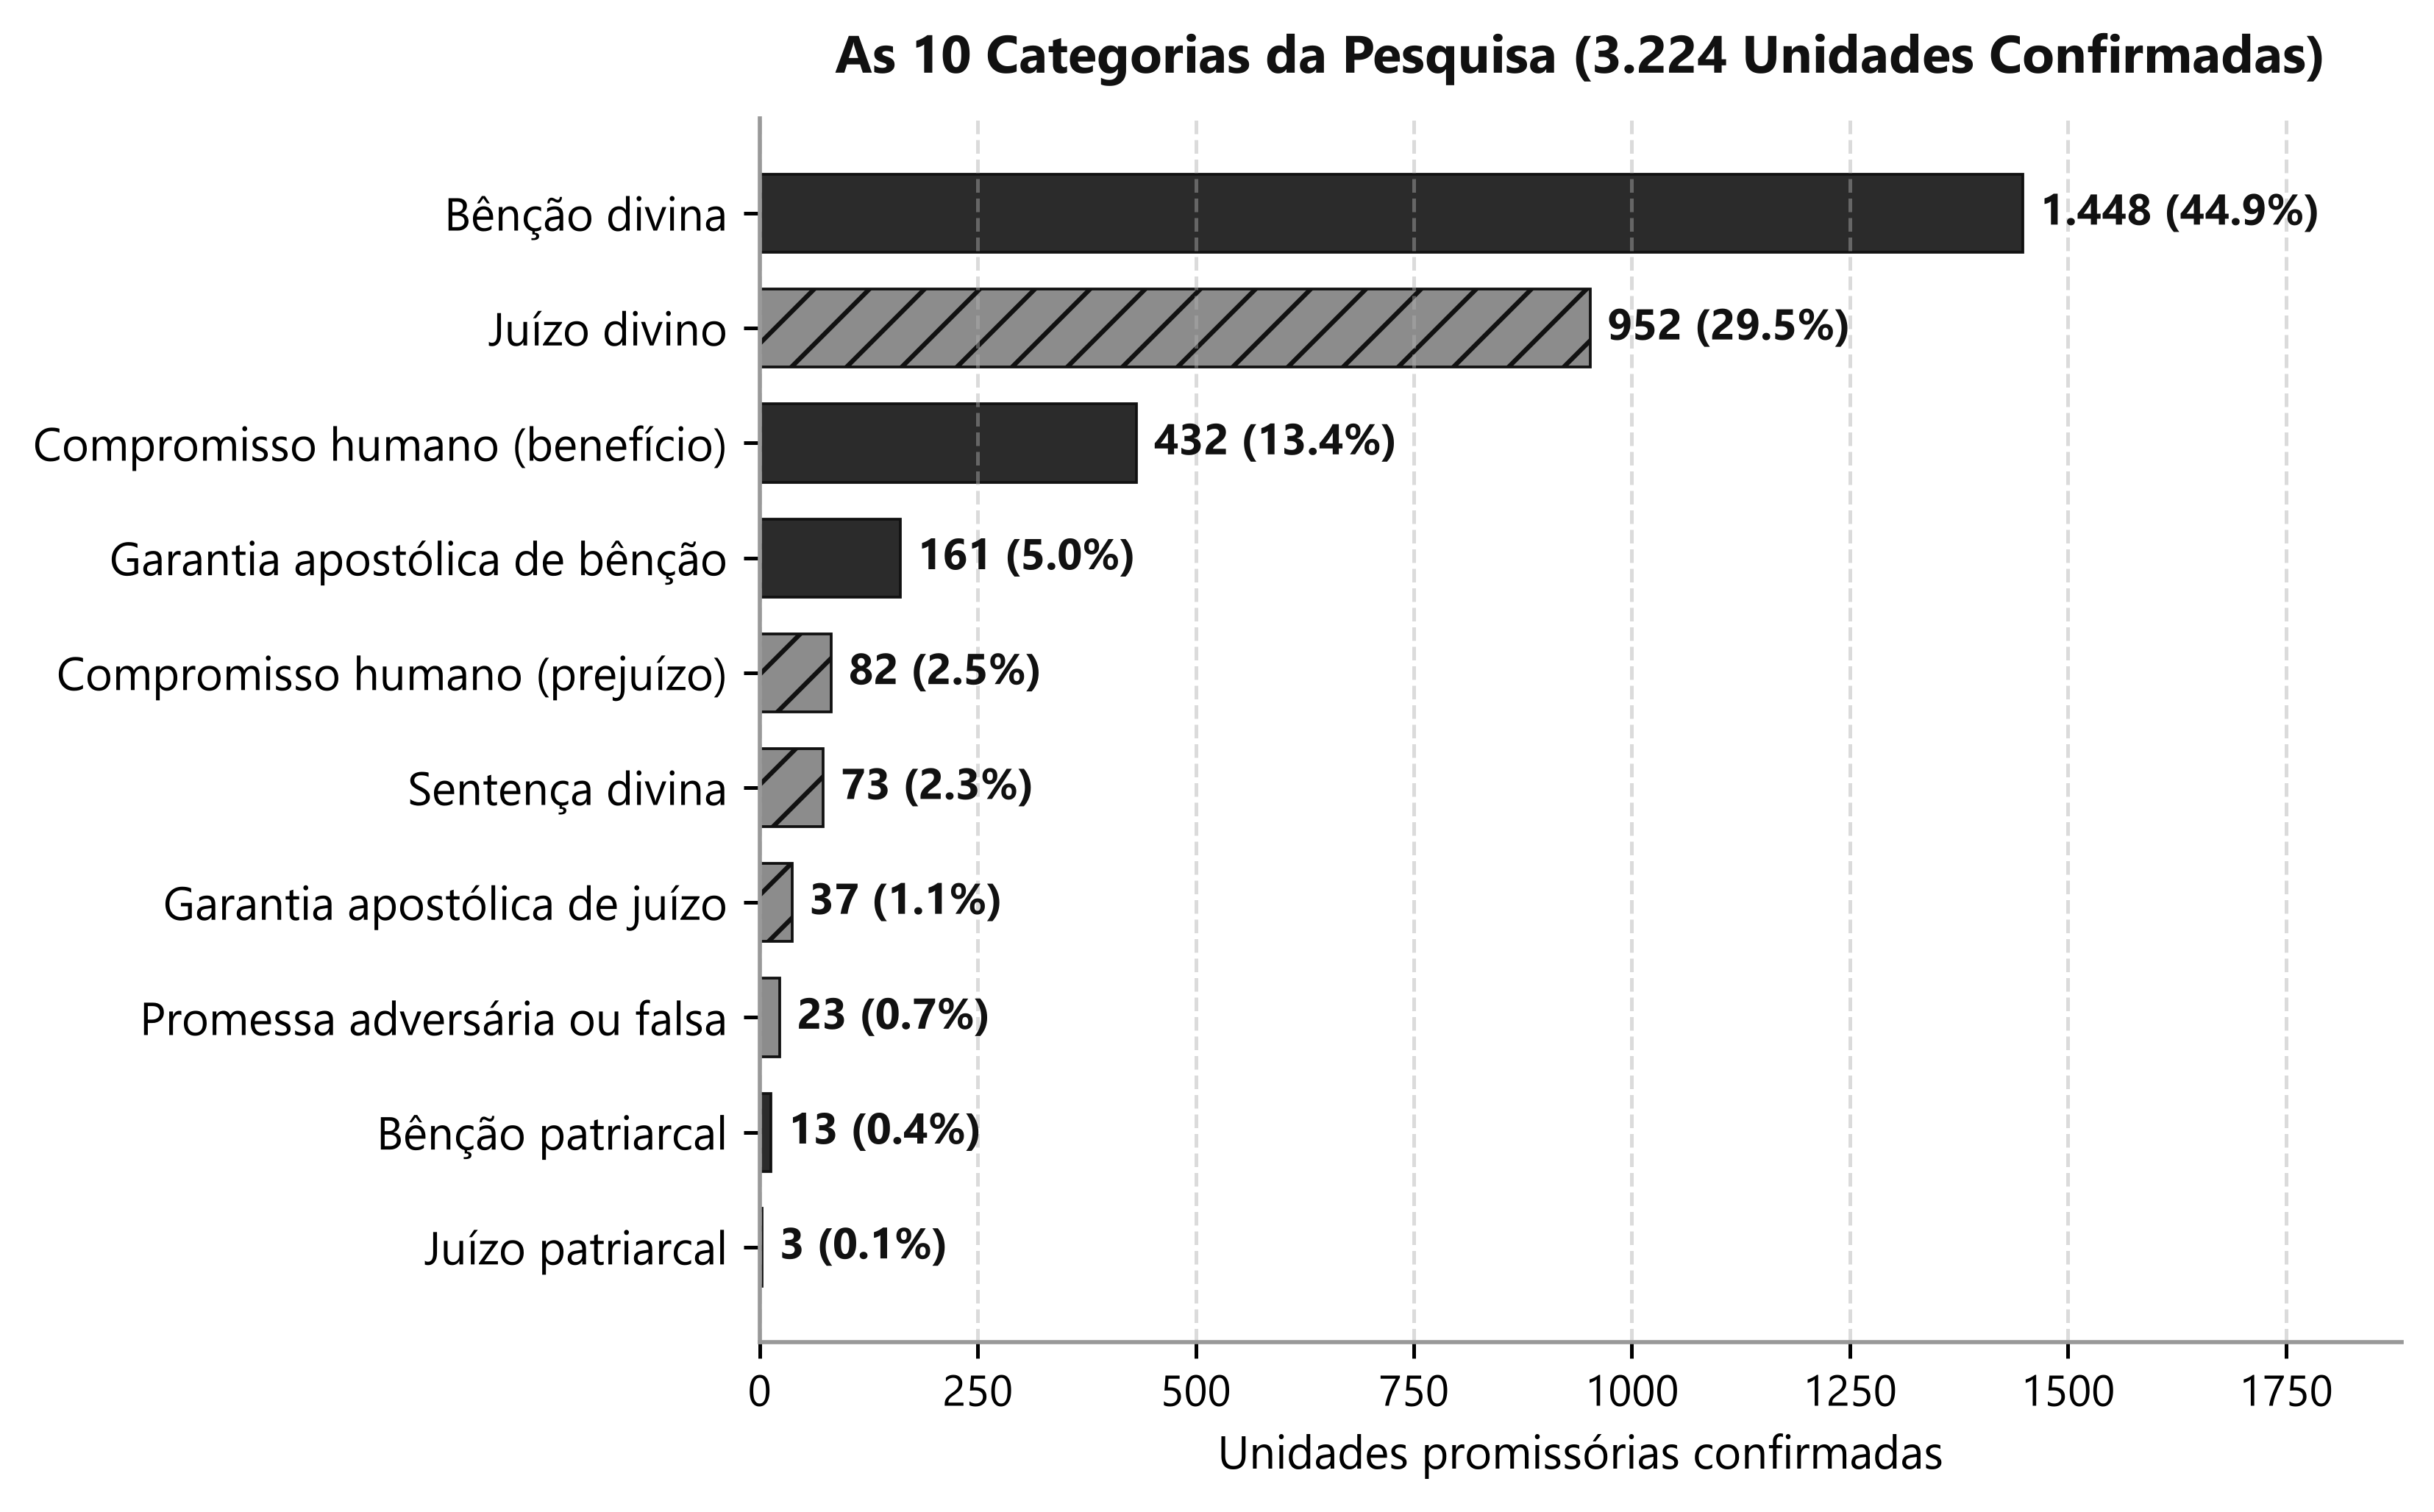 As 10 Categorias da Pesquisa (3.224 Unidades Confirmadas)
Bênção divina 1.448 (44.9%)
Juízo divino 952 (29.5%)
Compromisso humano (benefício) 432 (13.4%)
Garantia apostólica de bênção 161 (5.0%)
Compromisso humano (prejuízo) 82 (2.5%)
Sentença divina 73 (2.3%)
Garantia apostólica de juízo 37 (1.1%)
Promessa adversária ou falsa 23 (0.7%)
Bênção patriarcal 13 (0.4%)
Juízo patriarcal 3 (0.1%)
0 250 500 750 1000 1250 1500 1750
Unidades promissórias confirmadas